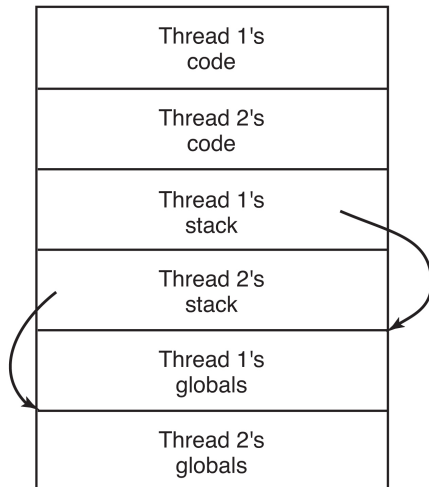 Thread 1's
code
Thread 2's
code
Thread 1's
stack
Thread 2's
stack
Thread 1's
globals
Thread 2's
globals